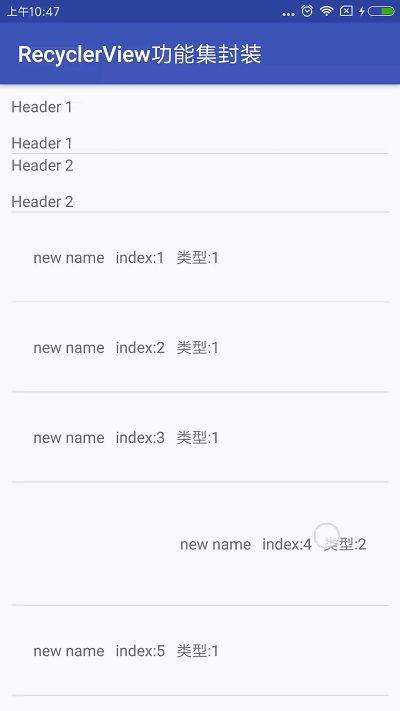 上午10:47
RecyclerView功能集封装
Header 1
Header 1
Header 2
Header 2
new name index:1 类型:1
new name index:2 类型:1
new name index:3 类型:1
new name index:4 类型:2
new name index:5 类型:1